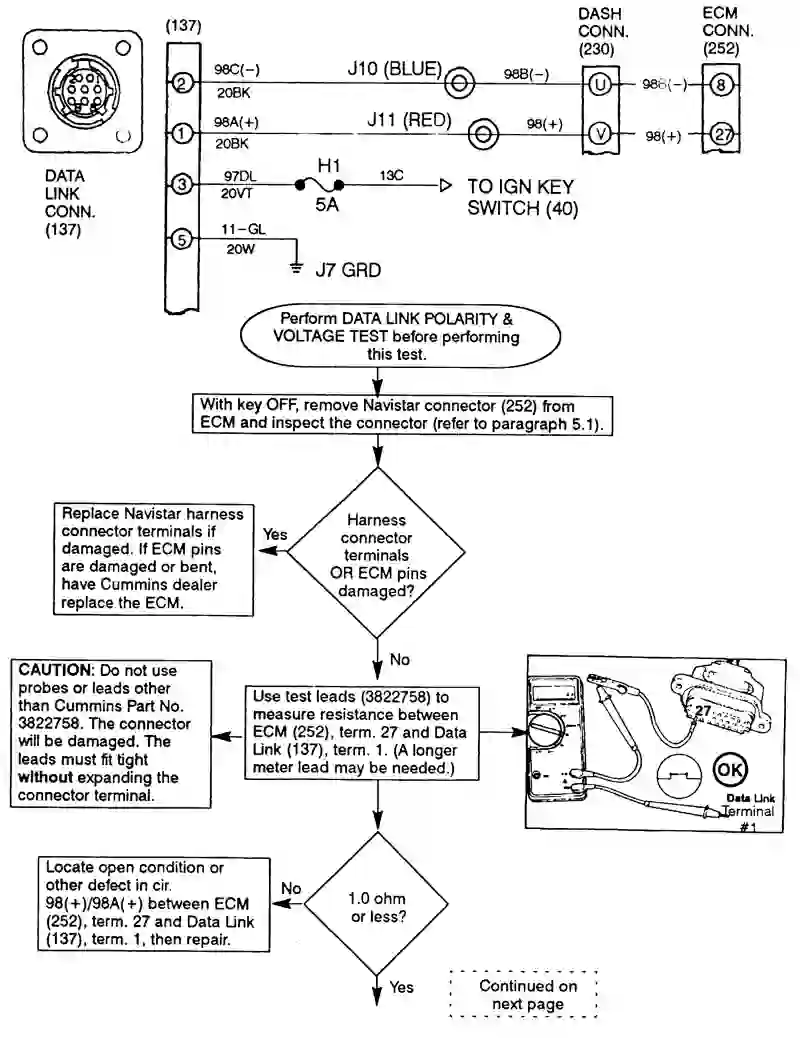 (137)
DASH
CONN.
(230)
ECM
CONN.
(252)
2
98C(−)
20BK
J10 (BLUE)
98B(−)
U
98B(−)
8
1
98A(+)
20BK
J11 (RED)
98(+)
V
98(+)
27
DATA
LINK
CONN.
(137)
3
97DL
20VT
H1
5A
13C
TO IGN KEY
SWITCH (40)
5
11−GL
20W
J7 GRD
Perform DATA LINK POLARITY &
VOLTAGE TEST before performing
this test.
With key OFF, remove Navistar connector (252) from
ECM and inspect the connector (refer to paragraph 5.1).
Replace Navistar harness
connector terminals if
damaged. If ECM pins
are damaged or bent,
have Cummins dealer
replace the ECM.
Yes
Harness
connector
terminals
OR ECM pins
damaged?
No
CAUTION: Do not use
probes or leads other
than Cummins Part No.
3822758. The connector
will be damaged. The
leads must fit tight
without expanding the
connector terminal.
Use test leads (3822758) to
measure resistance between
ECM (252), term. 27 and Data
Link (137), term. 1. (A longer
meter lead may be needed.)
27
OK
Data Link
Terminal
#1
Locate open condition or
other defect in cir.
98(+)/98A(+) between ECM
(252), term. 27 and Data Link
(137), term. 1, then repair.
No
1.0 ohm
or less?
Yes
Continued on
next page